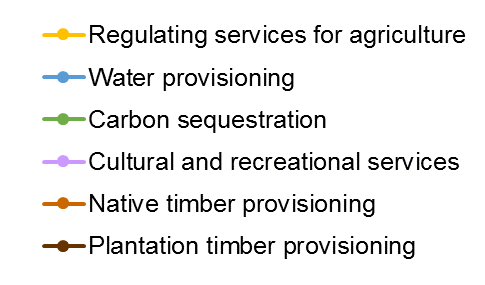 Regulating services for agriculture
Water provisioning
Carbon sequestration
Cultural and recreational services
Native timber provisioning
Plantation timber provisioning